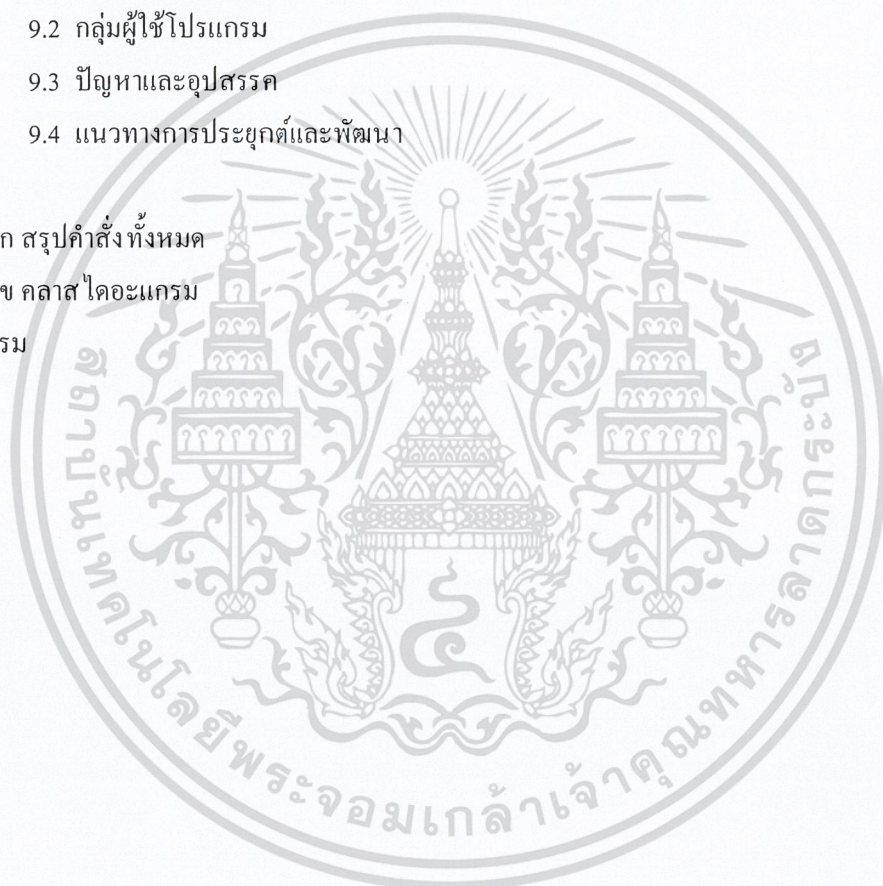 9.2 กลุ่มผู้ใช้โปรแกรม
9.3 ปัญหาและอุปสรรค
9.4 แนวทางการประยุกต์และพัฒนา
ก สรุปคำสั่งทั้งหมด
ข คลาส ไดอะแกรม
รม
สถาบันเทคโนโลยีพระจอมเกล้าเจ้าคุณทหารลาดกระบัง
๔